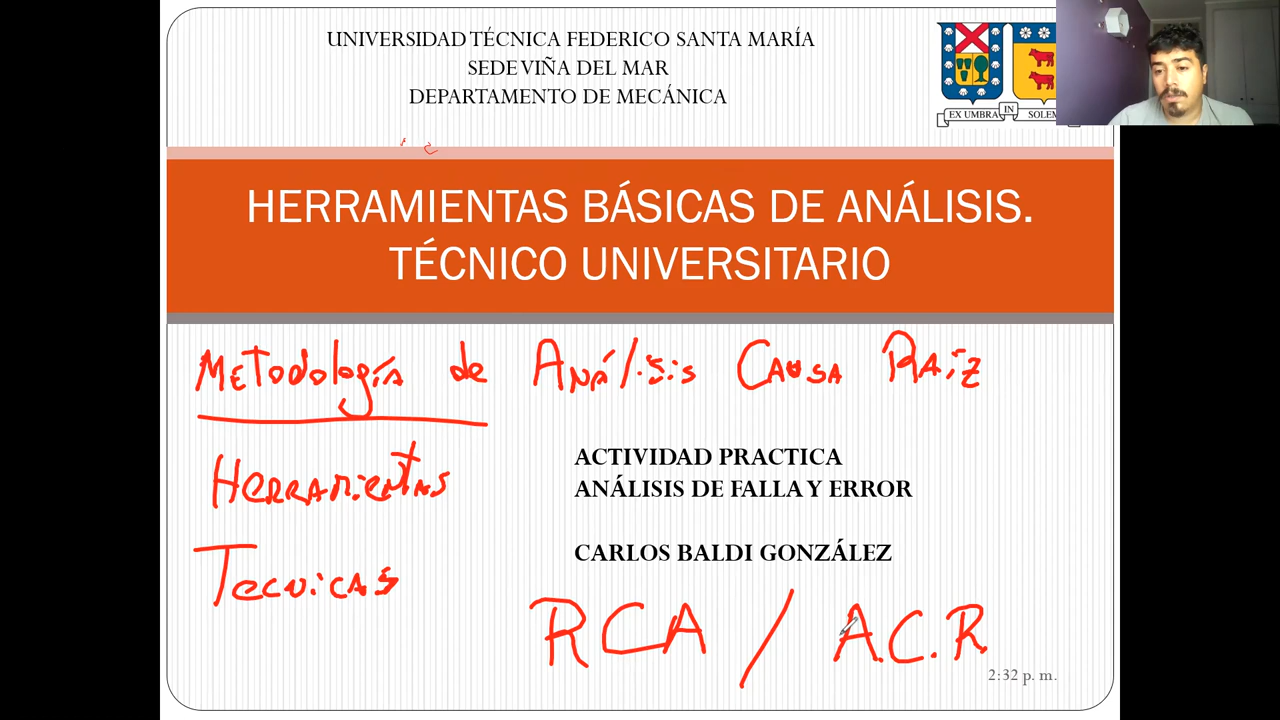 UNIVERSIDAD TÉCNICA FEDERICO SANTA MARÍA
SEDE VIÑA DEL MAR
DEPARTAMENTO DE MECÁNICA
EX UMBRA IN SOLEM
HERRAMIENTAS BÁSICAS DE ANÁLISIS.
TÉCNICO UNIVERSITARIO
Metodología de Análisis Causa Raíz
Herramientas
ACTIVIDAD PRACTICA
ANÁLISIS DE FALLA Y ERROR
CARLOS BALDI GONZÁLEZ
Tecnicas
RCA / A.C.R.
2:32 p. m.